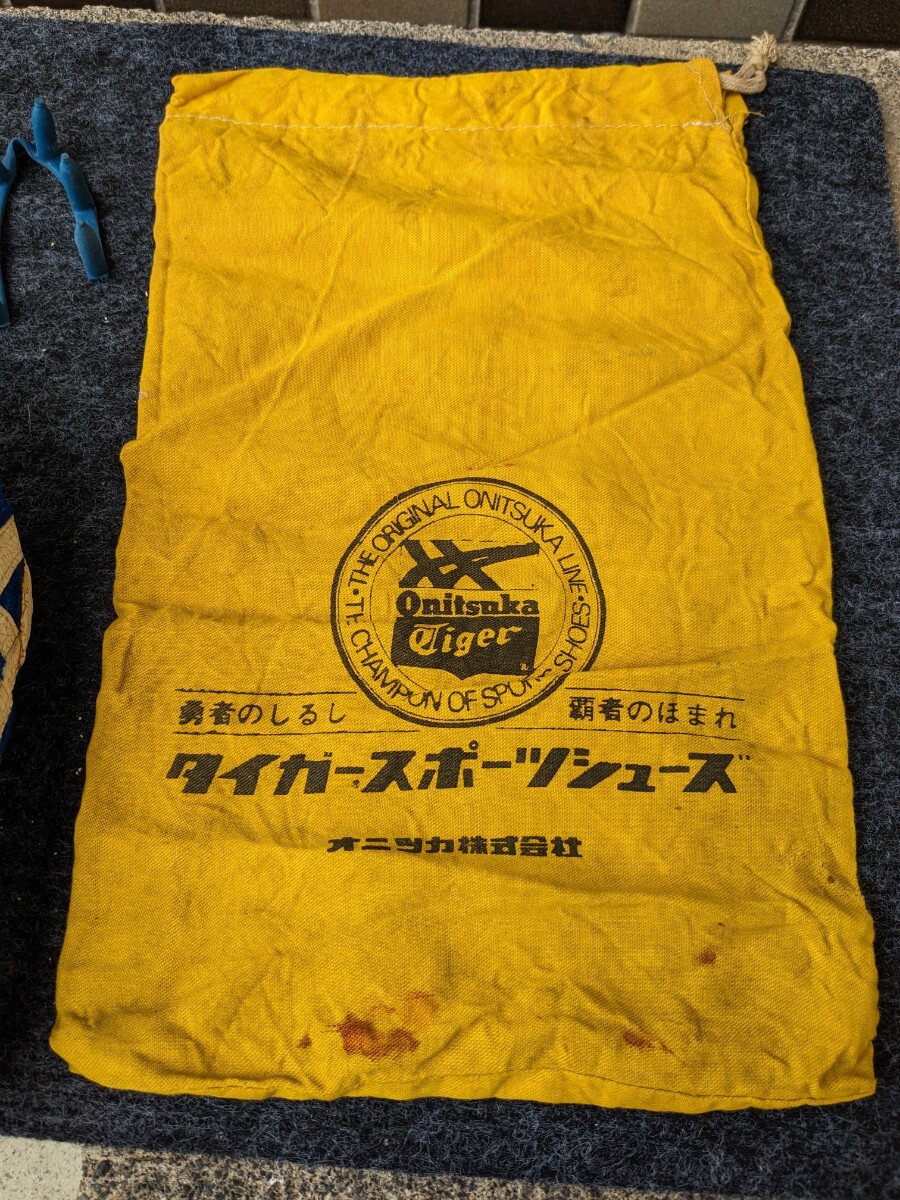 THE ORIGINAL ONITSUKA LINE
Onitsuka
Tiger
®
CHAMPION OF SPORTS SHOES
勇者のしるし 覇者のほまれ
タイガースポーツシューズ
オニツカ株式会社